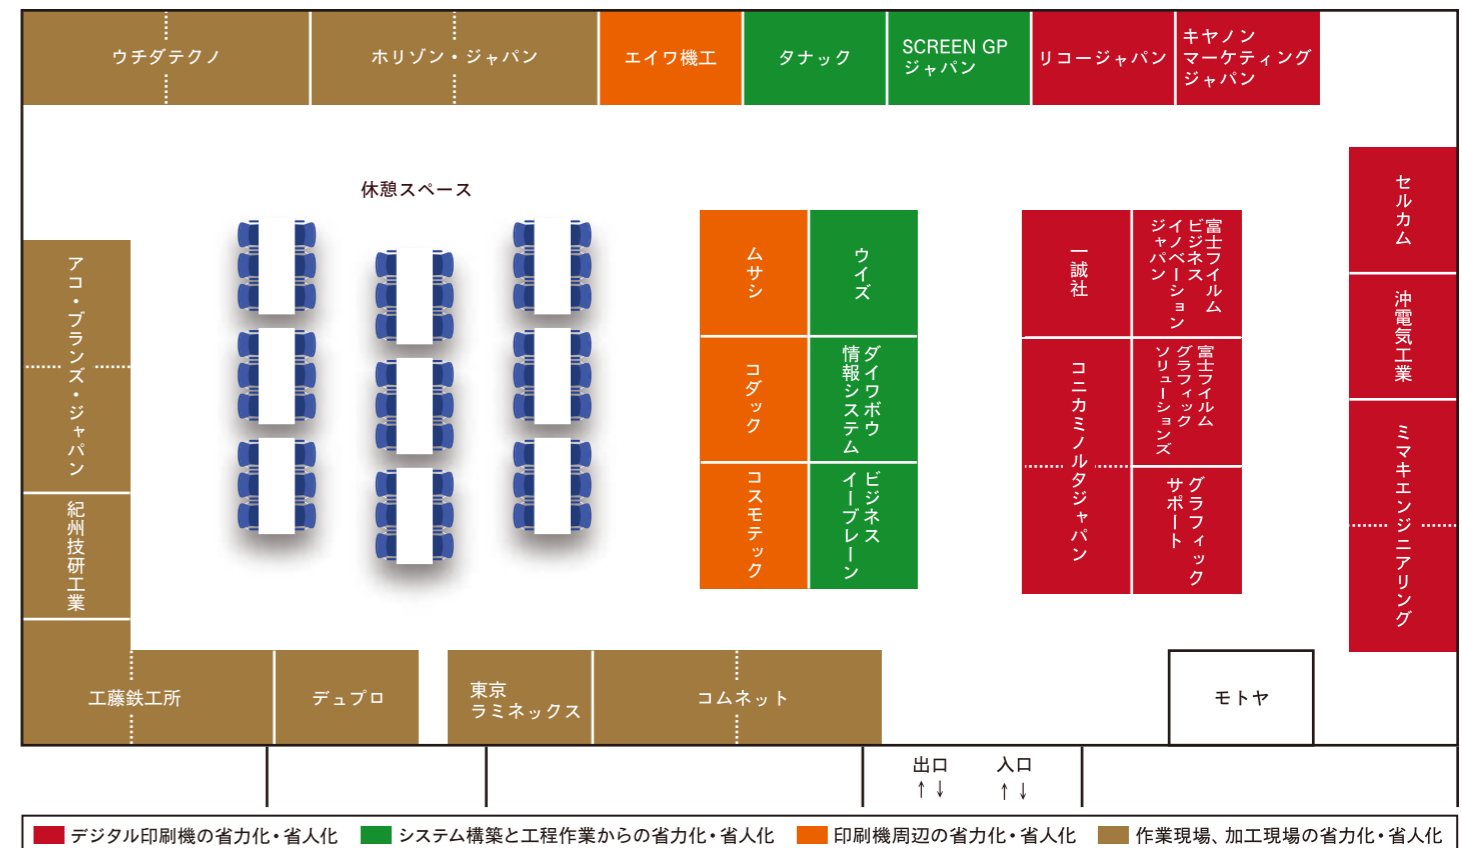 ウチダテクノ
ホリゾン・ジャパン
エイワ機工
タナック
SCREEN GP
ジャパン
リコージャパン
キヤノン
マーケティング
ジャパン
休憩スペース
アコ・ブランズ・ジャパン
紀州技研工業
ムサシ
ウイズ
コダック
ダイワボウ
情報システム
コスモテック
ビジネス
イーブレーン
一誠社
富士フイルム
ビジネス
イノベーション
ジャパン
コニカミノルタジャパン
富士フイルム
グラフィック
ソリューションズ
グラフィック
サポート
セルカム
沖電気工業
ミマキエンジニアリング
工藤鉄工所
デュプロ
東京
ラミネックス
コムネット
モトヤ
出口
↑↓
入口
↑↓
デジタル印刷機の省力化・省人化
システム構築と工程作業からの省力化・省人化
印刷機周辺の省力化・省人化
作業現場、加工現場の省力化・省人化